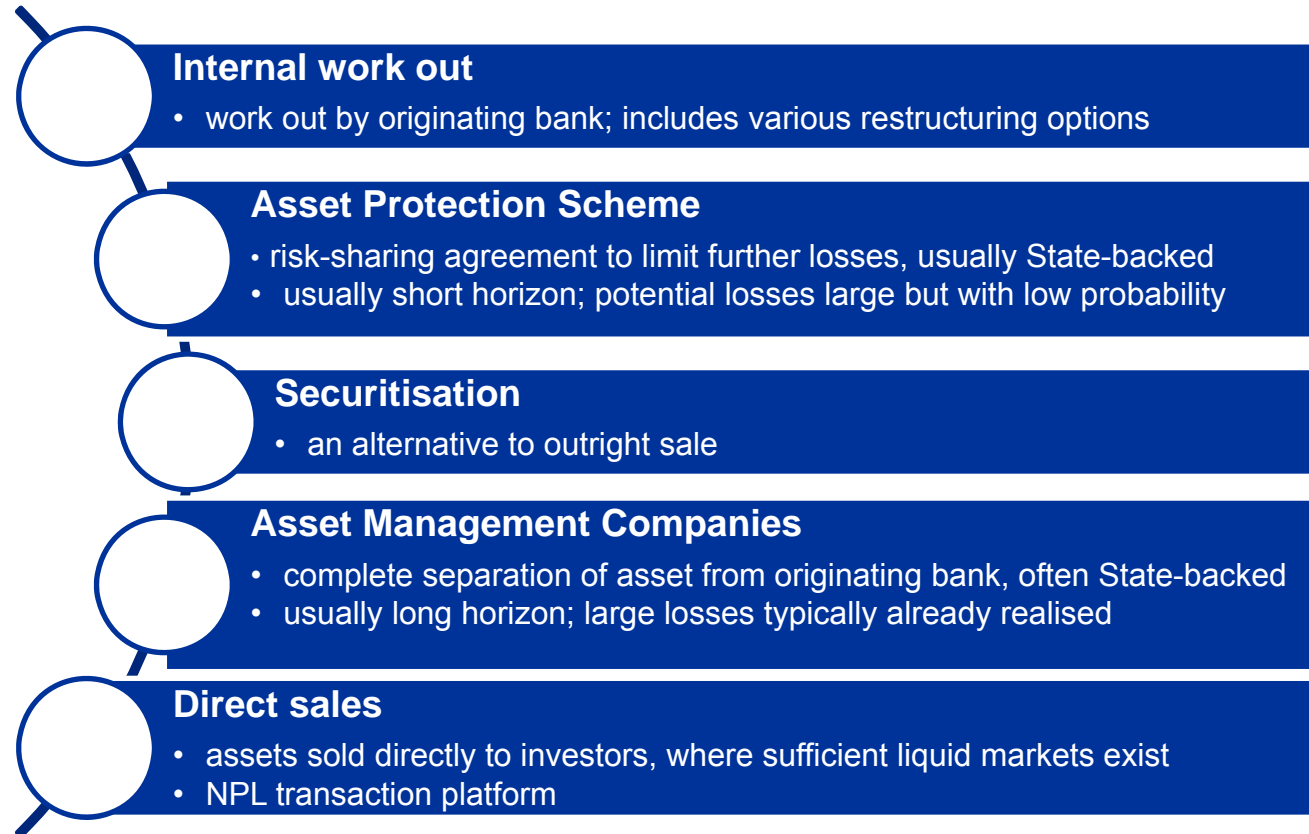 Internal work out
• work out by originating bank; includes various restructuring options
Asset Protection Scheme
• risk-sharing agreement to limit further losses, usually State-backed
• usually short horizon; potential losses large but with low probability
Securitisation
• an alternative to outright sale
Asset Management Companies
• complete separation of asset from originating bank, often State-backed
• usually long horizon; large losses typically already realised
Direct sales
• assets sold directly to investors, where sufficient liquid markets exist
• NPL transaction platform